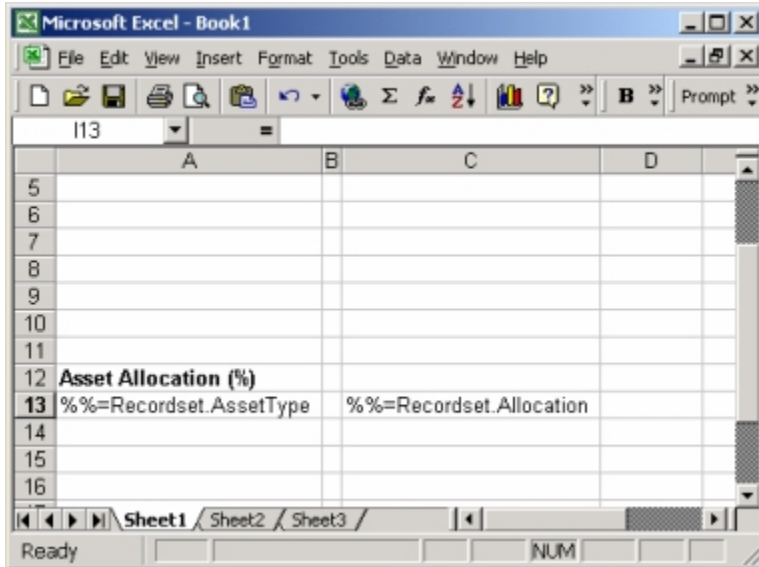 Microsoft Excel - Book1
File Edit View Insert Format Tools Data Window Help
Σ fx A Z ? » B » Prompt »
I13 =
A B C D
5
6
7
8
9
10
11
12 Asset Allocation (%)
13 %%=Recordset.AssetType %%=Recordset.Allocation
14
15
16
Sheet1 Sheet2 Sheet3
Ready NUM